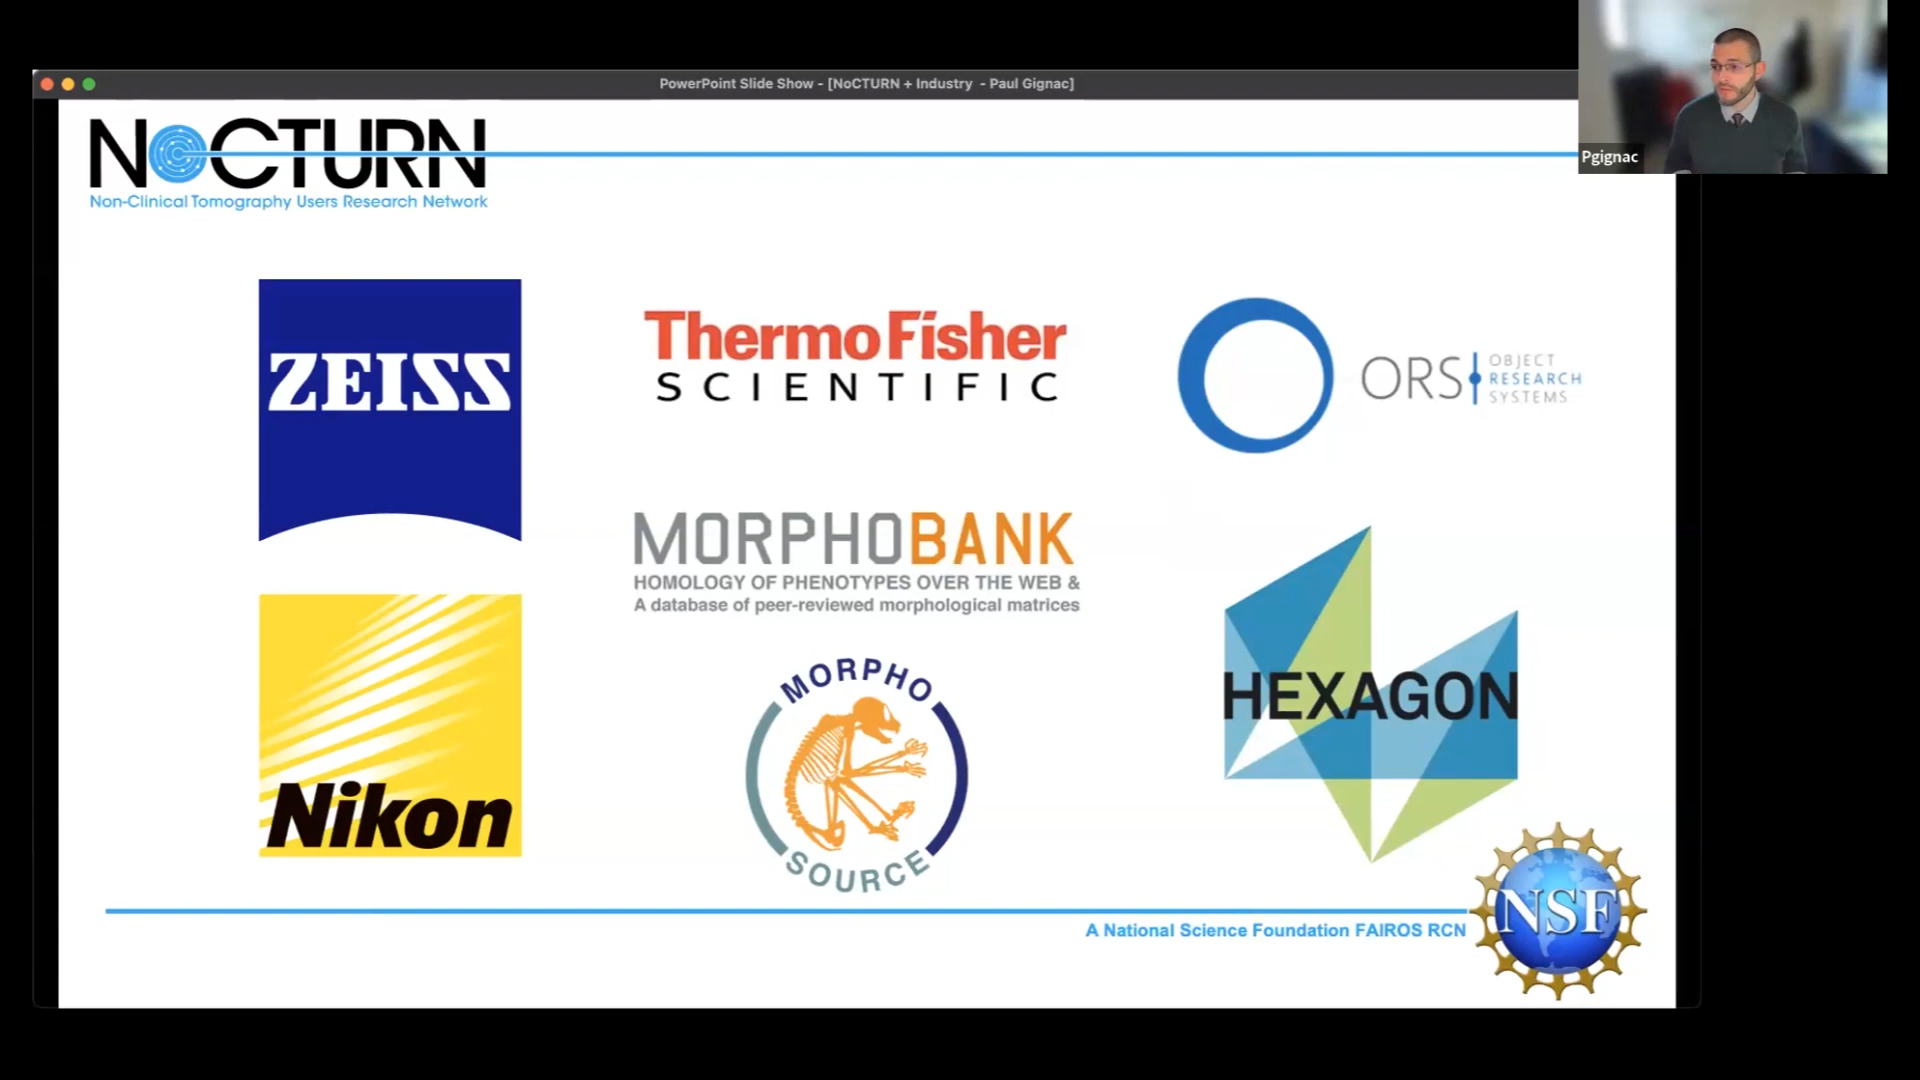 PowerPoint Slide Show - [NoCTURN + Industry - Paul Gignac]
Pgignac
NoCTURN
Non-Clinical Tomography Users Research Network
ZEISS
ThermoFisher
SCIENTIFIC
ORS
OBJECT
RESEARCH
SYSTEMS
MORPHOBANK
HOMOLOGY OF PHENOTYPES OVER THE WEB &
A database of peer-reviewed morphological matrices
Nikon
MORPHO
SOURCE
HEXAGON
A National Science Foundation FAIROS RCN
NSF